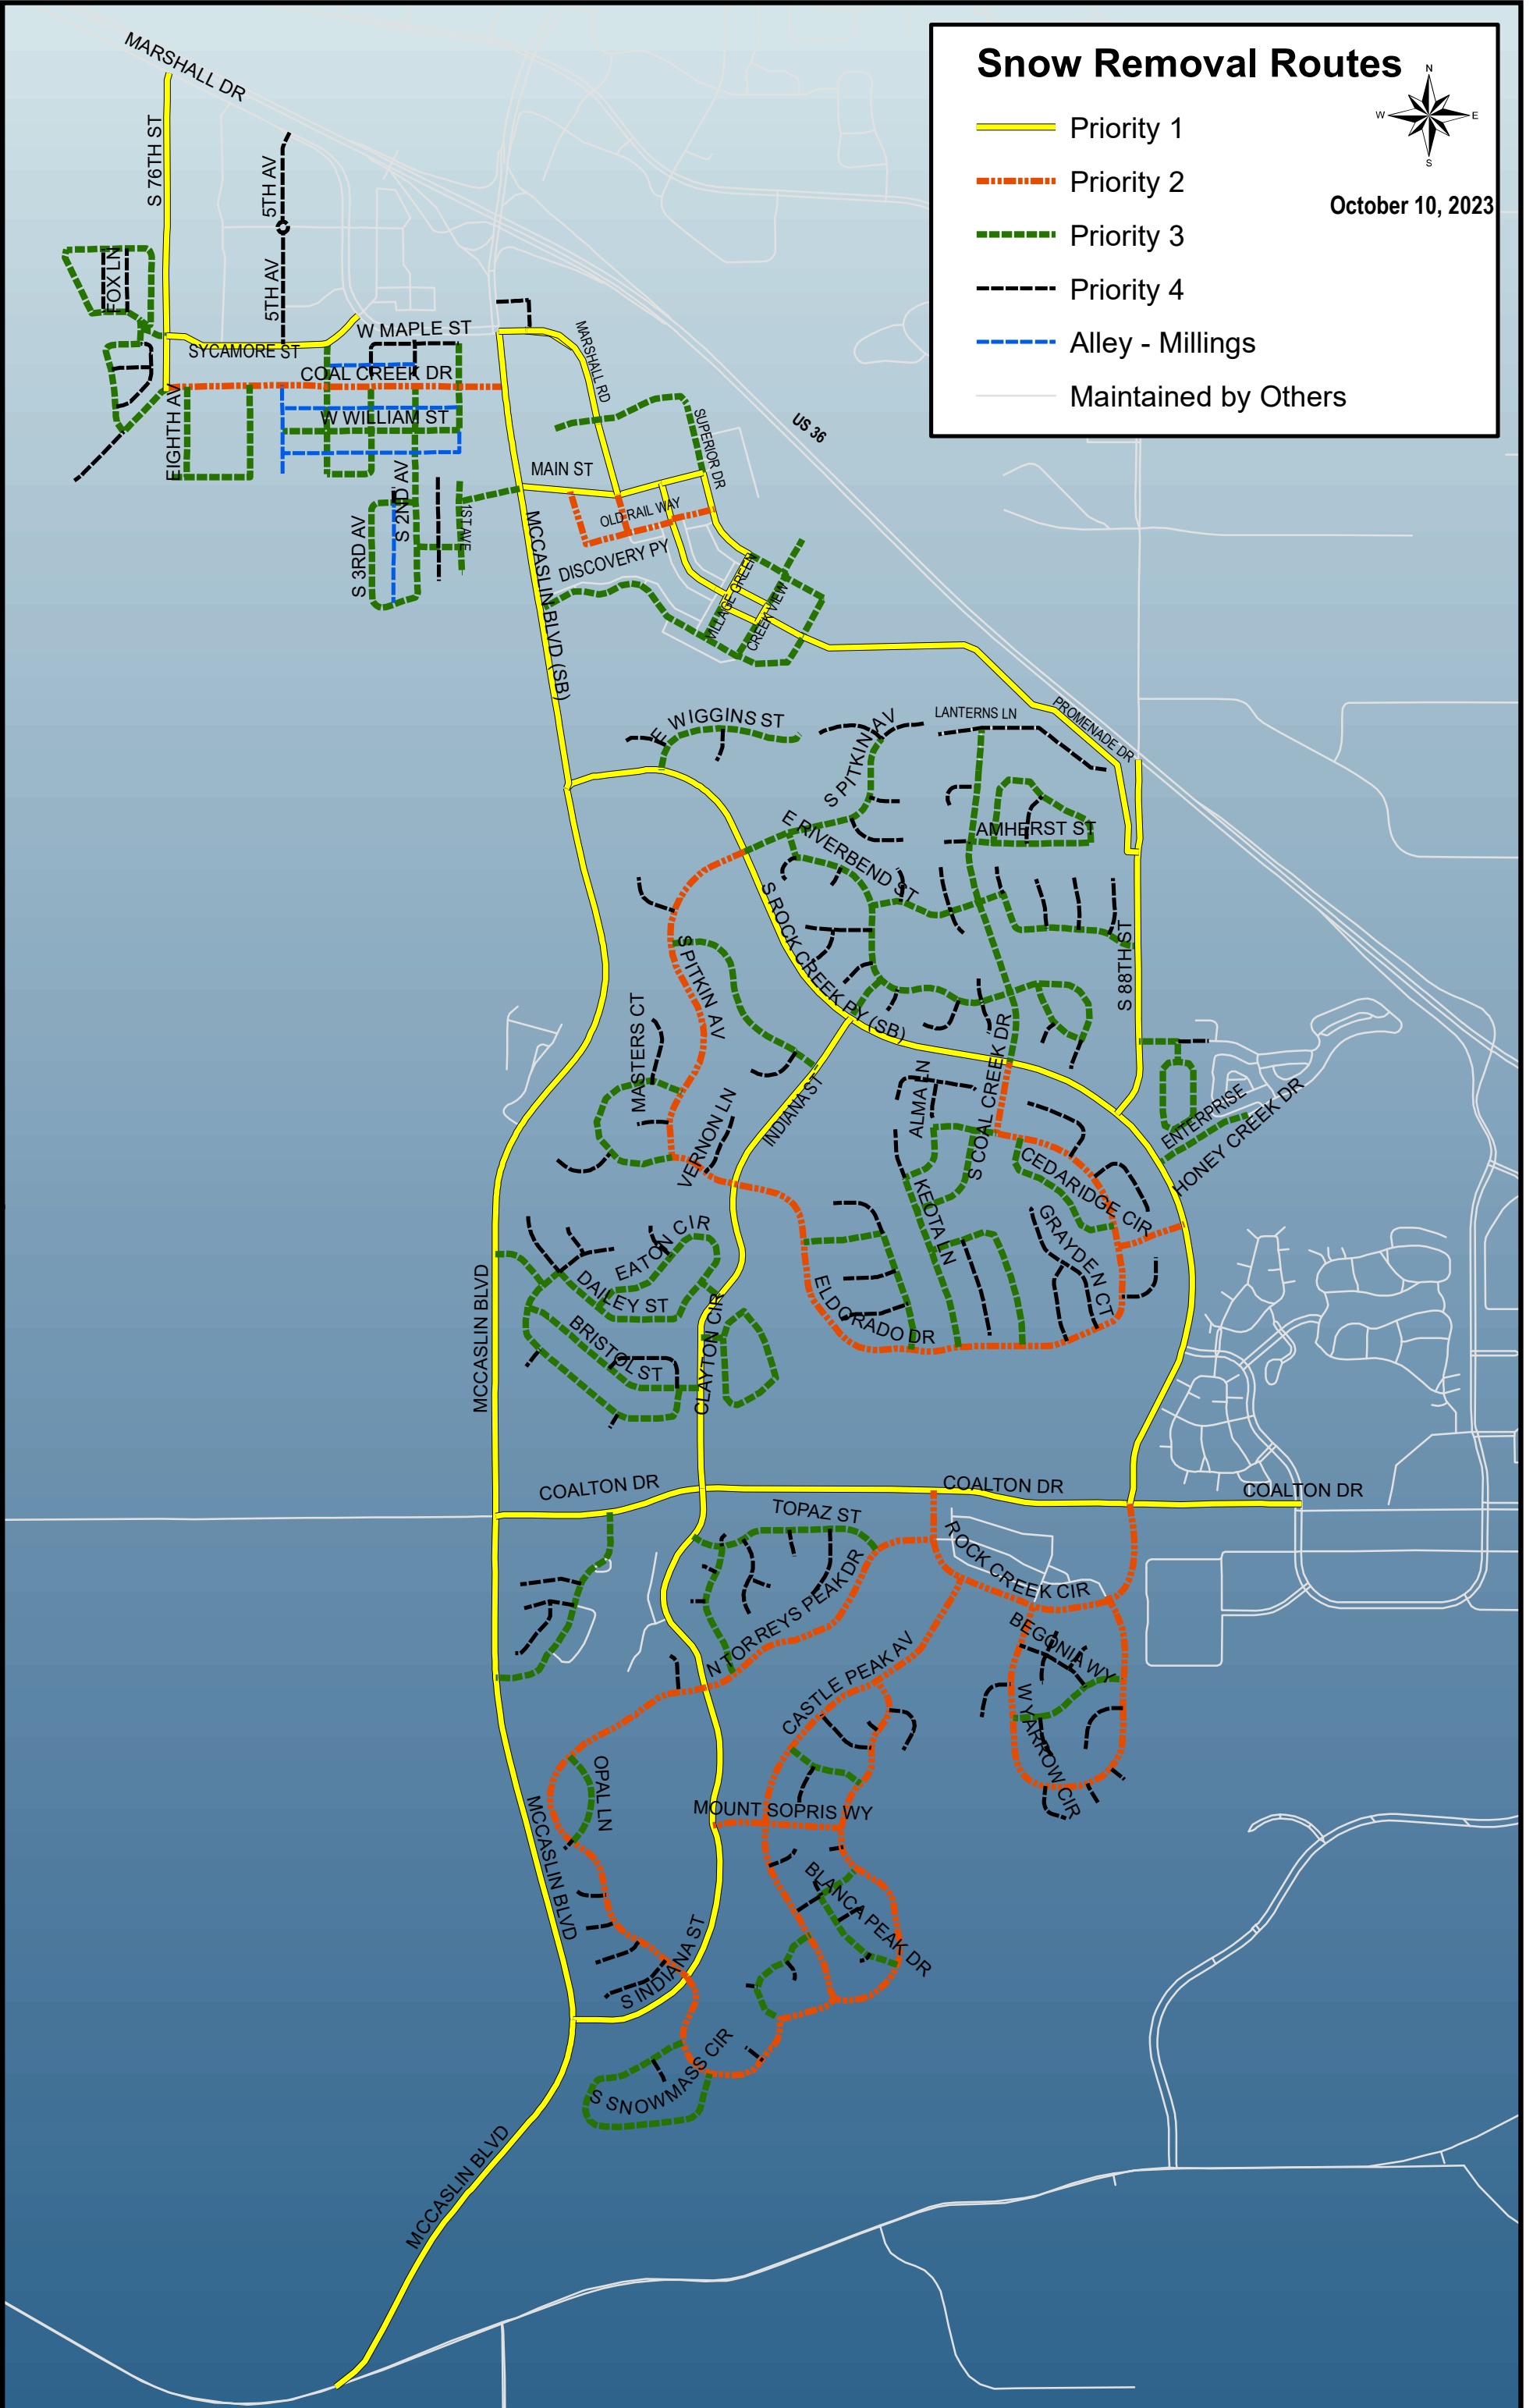 Snow Removal Routes
N
W
E
S
Priority 1
Priority 2
October 10, 2023
Priority 3
Priority 4
Alley - Millings
Maintained by Others
MARSHALL DR
S 76TH ST
5TH AV
FOX LN
5TH AV
W MAPLE ST
SYCAMORE ST
MARSHALL RD
COAL CREEK DR
EIGHTH AV
W WILLIAM ST
US 36
SUPERIOR DR
MAIN ST
S 2ND AV
1ST AVE
OLD RAIL WAY
S 3RD AV
DISCOVERY PY
MCCASLIN BLVD (SB)
VILLAGE GREEN
CREEK VIEW
E WIGGINS ST
S PITKIN AV
LANTERNS LN
PROMENADE DR
E RIVERBEND ST
AMHERST ST
S ROCK CREEK PY (SB)
S 88TH ST
S PITKIN AV
MASTERS CT
INDIANA ST
VERNON LN
ALMA LN
S COAL CREEK DR
ENTERPRISE
HONEY CREEK DR
CEDARIDGE CIR
KEOTA LN
GRAYDEN CT
EATON CIR
DAILEY ST
MCCASLIN BLVD
BRISTOL ST
CLAYTON CIR
ELDORADO DR
COALTON DR
COALTON DR
COALTON DR
TOPAZ ST
ROCK CREEK CIR
N TORREYS PEAK DR
BEGONIA WY
CASTLE PEAK AV
W YARROW CIR
OPAL LN
MOUNT SOPRIS WY
MCCASLIN BLVD
BLANCA PEAK DR
S INDIANA ST
S SNOWMASS CIR
MCCASLIN BLVD